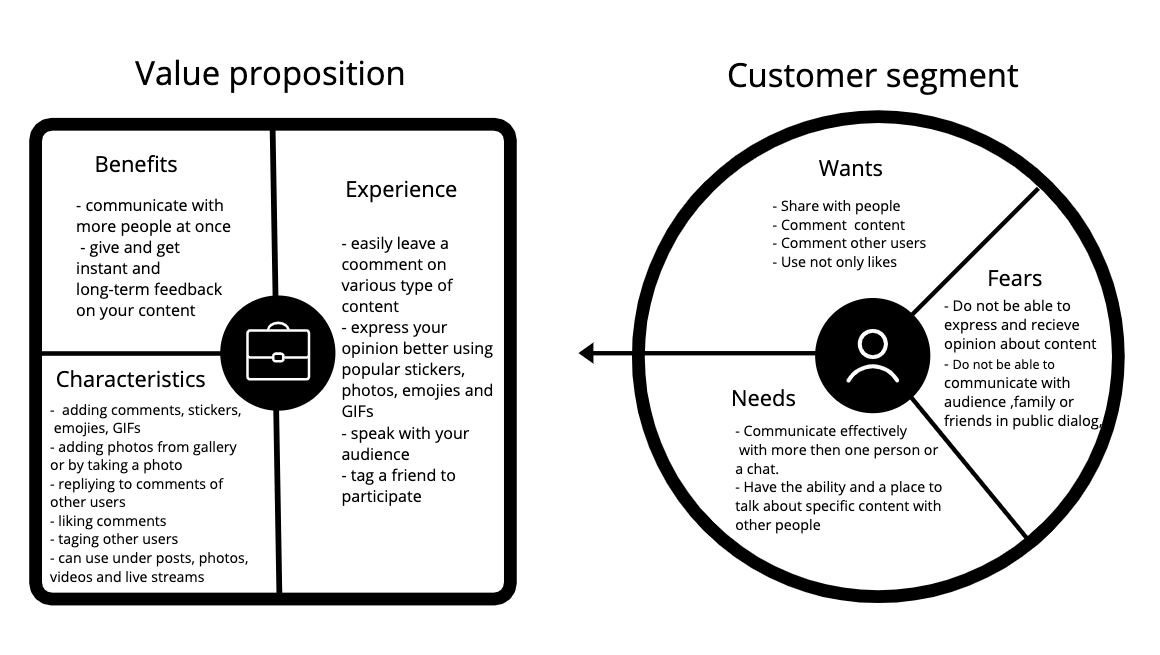 Value proposition
Benefits
- communicate with
more people at once
- give and get
instant and
long-term feedback
on your content
Experience
- easily leave a
coomment on
various type of
content
- express your
opinion better using
popular stickers,
photos, emojies and
GIFs
- speak with your
audience
- tag a friend to
participate
Characteristics
- adding comments, stickers,
emojies, GIFs
- adding photos from gallery
or by taking a photo
- repliying to comments of
other users
- liking comments
- taging other users
- can use under posts, photos,
videos and live streams
Customer segment
Wants
- Share with people
- Comment content
- Comment other users
- Use not only likes
Fears
- Do not be able to
express and recieve
opinion about content
- Do not be able to
communicate with
audience ,family or
friends in public dialog,
Needs
- Communicate effectively
with more then one person or
a chat.
- Have the ability and a place to
talk about specific content with
other people